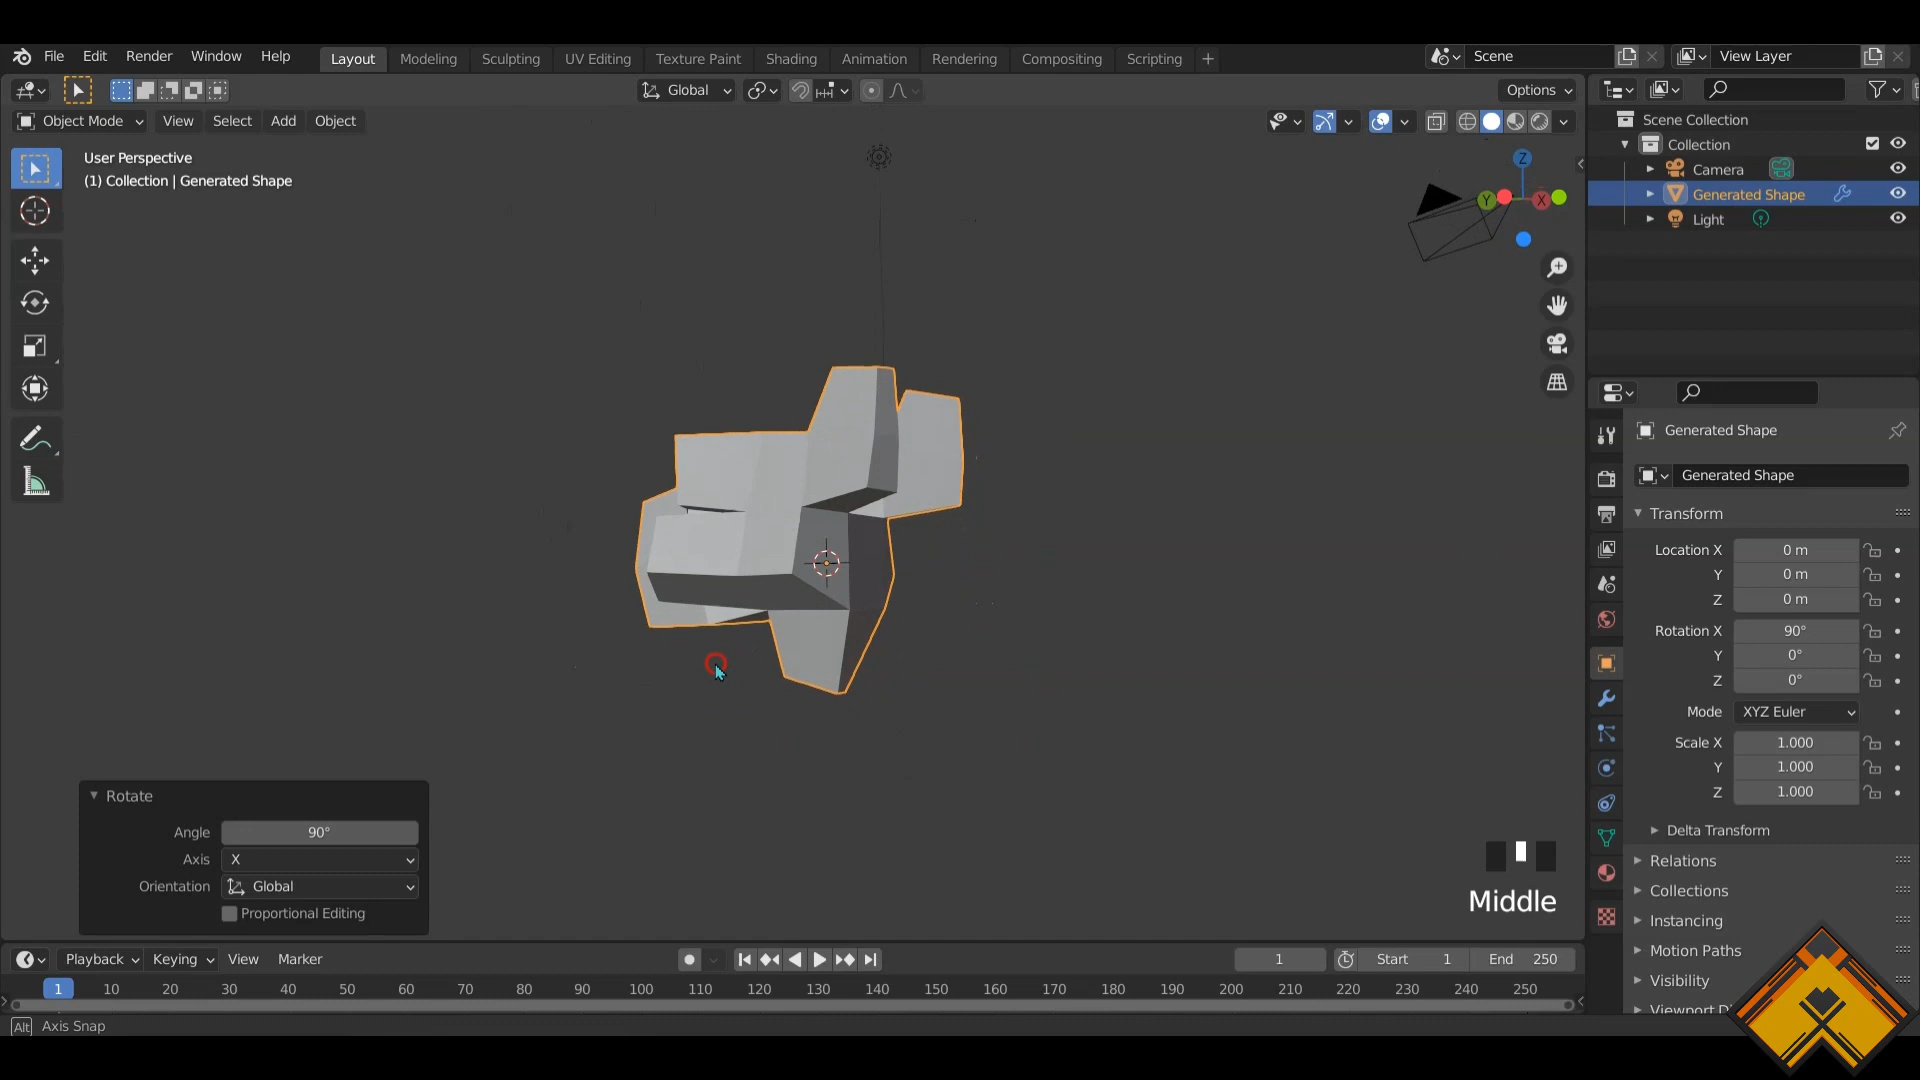 File Edit Render Window Help Layout Modeling Sculpting UV Editing Texture Paint Shading Animation Rendering Compositing Scripting + Scene View Layer
Global Options
Object Mode View Select Add Object
User Perspective
(1) Collection | Generated Shape
Z
Y
X
Scene Collection
Collection
Camera
Generated Shape
Light
Generated Shape
Generated Shape
Transform
Location X 0 m
Y 0 m
Z 0 m
Rotation X 90°
Y 0°
Z 0°
Mode XYZ Euler
Scale X 1.000
Y 1.000
Z 1.000
Delta Transform
Relations
Collections
Instancing
Motion Paths
Visibility
Viewport D
Rotate
Angle 90°
Axis X
Orientation Global
Proportional Editing
Middle
Playback Keying View Marker 1 Start 1 End 250
1 10 20 30 40 50 60 70 80 90 100 110 120 130 140 150 160 170 180 190 200 210 220 230 240 250
Alt Axis Snap